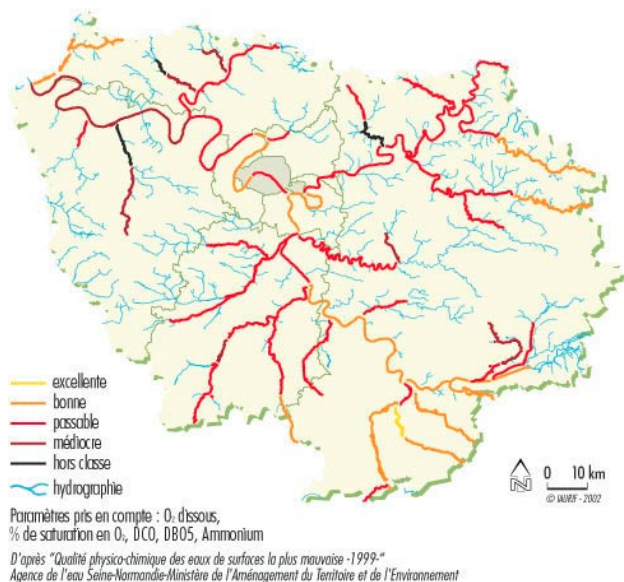 excellente
bonne
passable
médiocre
hors classe
hydrographie
N
0 10 km
© IAURIF - 2002
Paramètres pris en compte : O₂ dissous,
% de saturation en O₂, DCO, DBO5, Ammonium
D'après "Qualité physico-chimique des eaux de surfaces la plus mauvaise -1999-"
Agence de l'eau Seine-Normandie-Ministère de l'Aménagement du Territoire et de l'Environnement